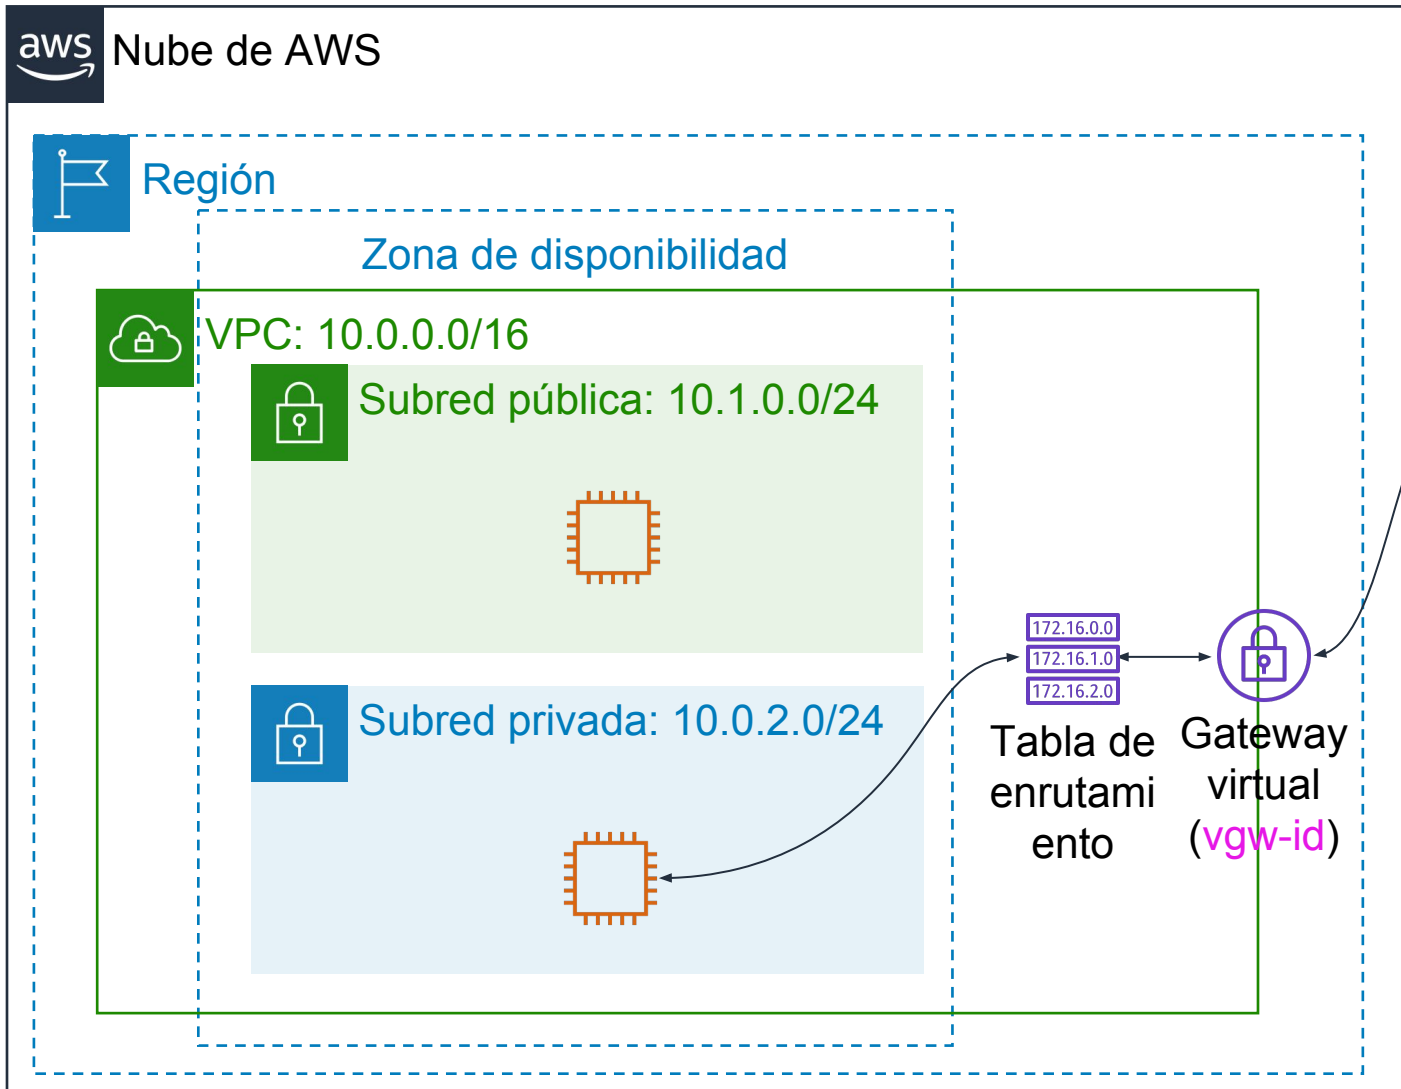 aws
Nube de AWS
Región
Zona de disponibilidad
VPC: 10.0.0.0/16
Subred pública: 10.1.0.0/24
172.16.0.0
172.16.1.0
172.16.2.0
Subred privada: 10.0.2.0/24
Tabla de
enrutami
ento
Gateway
virtual
(vgw-id)